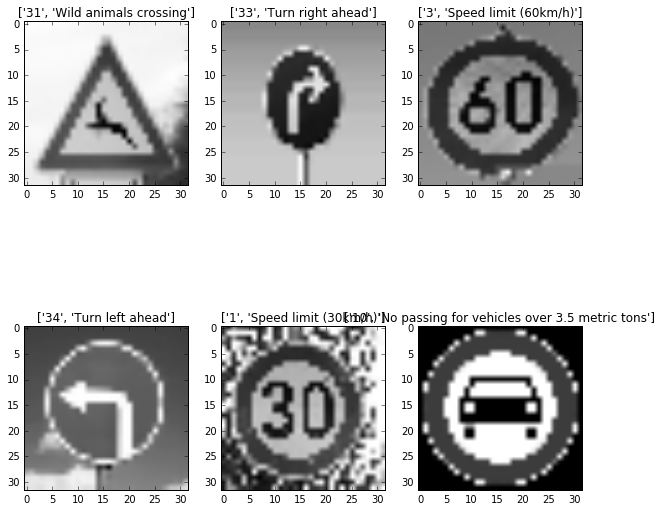 ['31', 'Wild animals crossing'] ['33', 'Turn right ahead'] ['3', 'Speed limit (60km/h)']
0 0 0
5 5 5
10 10 10
15 15 15
20 20 20
25 25 25
30 30 30
0 5 10 15 20 25 30 0 5 10 15 20 25 30 0 5 10 15 20 25 30
60
['34', 'Turn left ahead'] ['1', 'Speed limit (30km/h)'] 'No passing for vehicles over 3.5 metric tons']
0 0 0
5 5 5
10 10 10
15 15 15
20 20 20
25 25 25
30 30 30
0 5 10 15 20 25 30 0 5 10 15 20 25 30 0 5 10 15 20 25 30
30